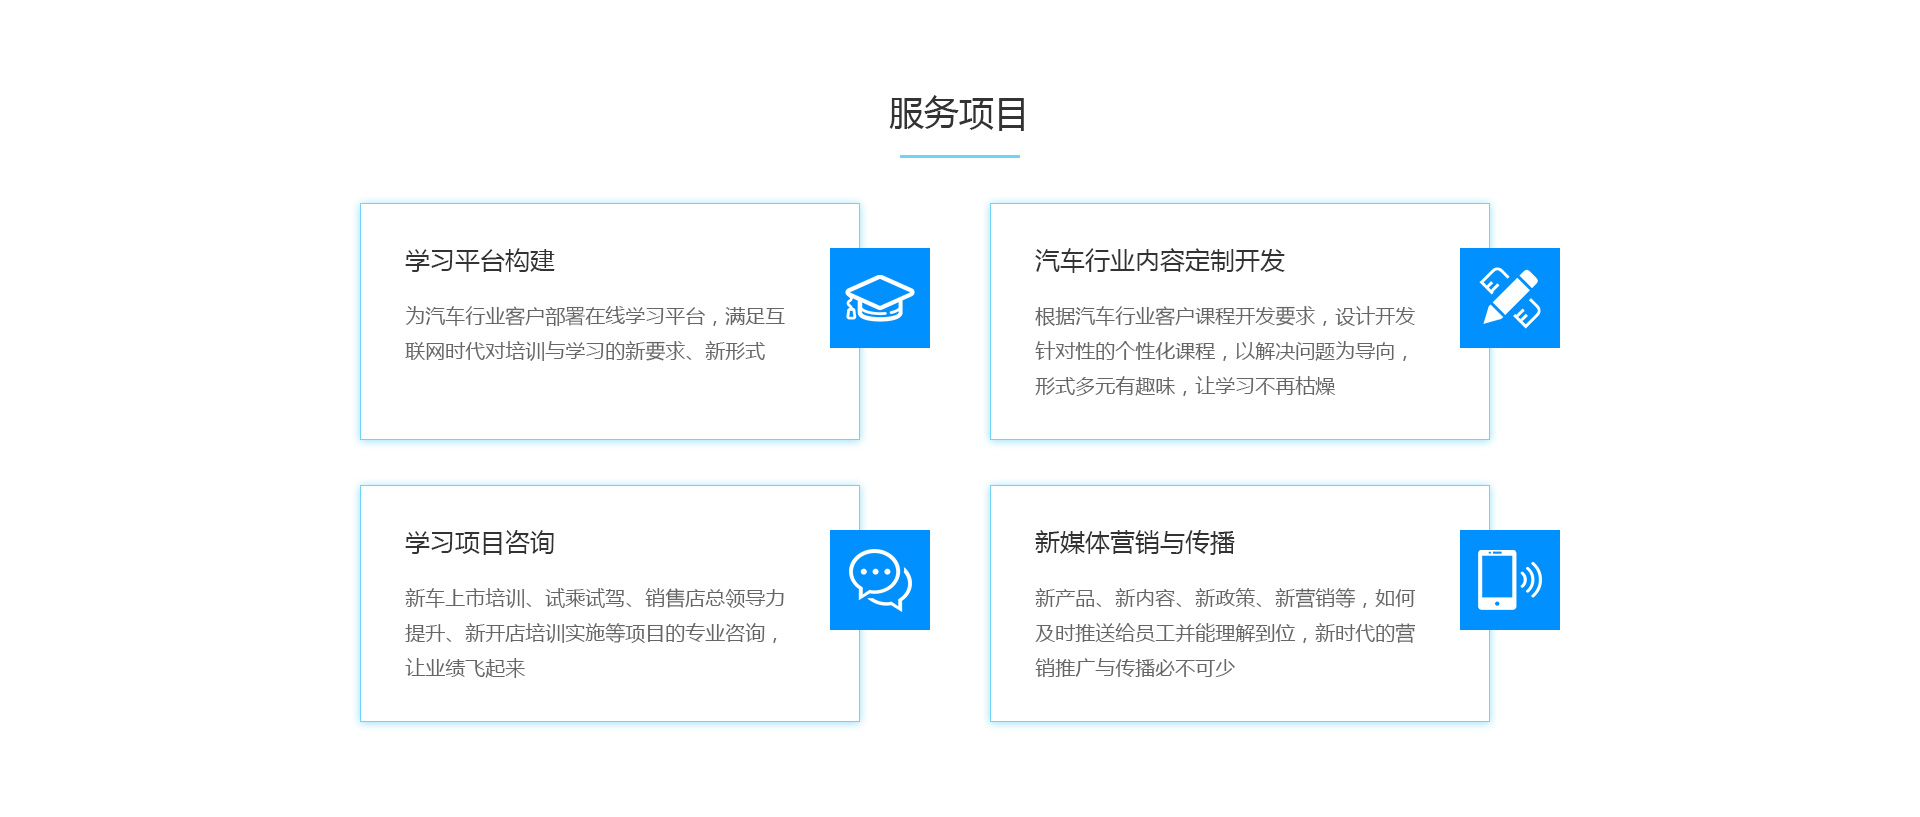 服务项目
学习平台构建
为汽车行业客户部署在线学习平台，满足互
联网时代对培训与学习的新要求、新形式
汽车行业内容定制开发
根据汽车行业客户课程开发要求，设计开发
针对性的个性化课程，以解决问题为导向，
形式多元有趣味，让学习不再枯燥
学习项目咨询
新车上市培训、试乘试驾、销售店总领导力
提升、新开店培训实施等项目的专业咨询，
让业绩飞起来
新媒体营销与传播
新产品、新内容、新政策、新营销等，如何
及时推送给员工并能理解到位，新时代的营
销推广与传播必不可少